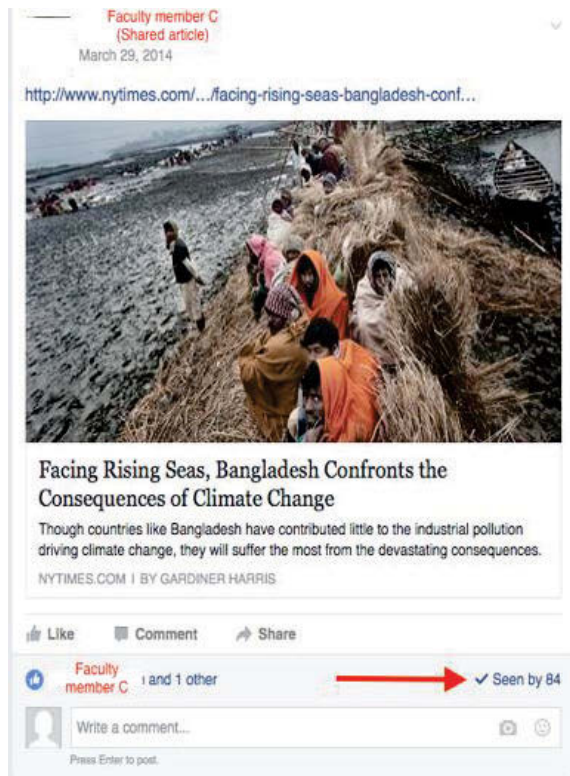 Faculty member C
(Shared article)
March 29, 2014
http://www.nytimes.com/.../facing-rising-seas-bangladesh-conf...
Facing Rising Seas, Bangladesh Confronts the
Consequences of Climate Change
Though countries like Bangladesh have contributed little to the industrial pollution
driving climate change, they will suffer the most from the devastating consequences.
NYTIMES.COM | BY GARDINER HARRIS
Like Comment Share
Faculty
member C and 1 other Seen by 84
Write a comment...
Press Enter to post.